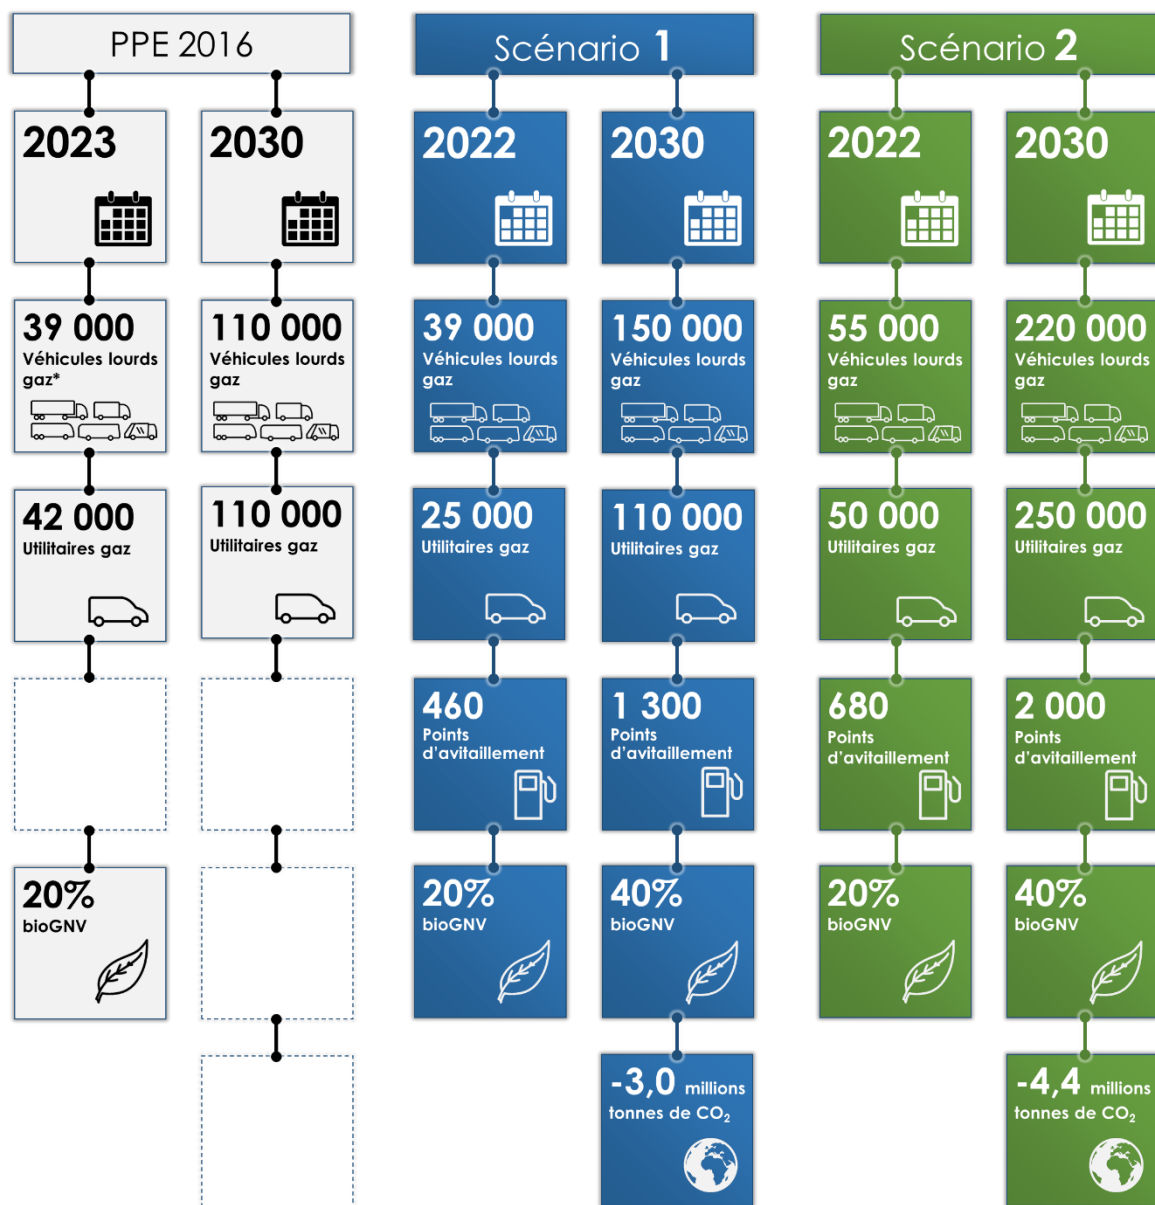 PPE 2016
2023
2030
39 000
Véhicules lourds
gaz*
110 000
Véhicules lourds
gaz
42 000
Utilitaires gaz
110 000
Utilitaires gaz
20%
bioGNV
Scénario 1
2022
2030
39 000
Véhicules lourds
gaz
150 000
Véhicules lourds
gaz
25 000
Utilitaires gaz
110 000
Utilitaires gaz
460
Points
d'avitaillement
1 300
Points
d'avitaillement
20%
bioGNV
40%
bioGNV
-3,0 millions
tonnes de CO₂
Scénario 2
2022
2030
55 000
Véhicules lourds
gaz
220 000
Véhicules lourds
gaz
50 000
Utilitaires gaz
250 000
Utilitaires gaz
680
Points
d'avitaillement
2 000
Points
d'avitaillement
20%
bioGNV
40%
bioGNV
-4,4 millions
tonnes de CO₂